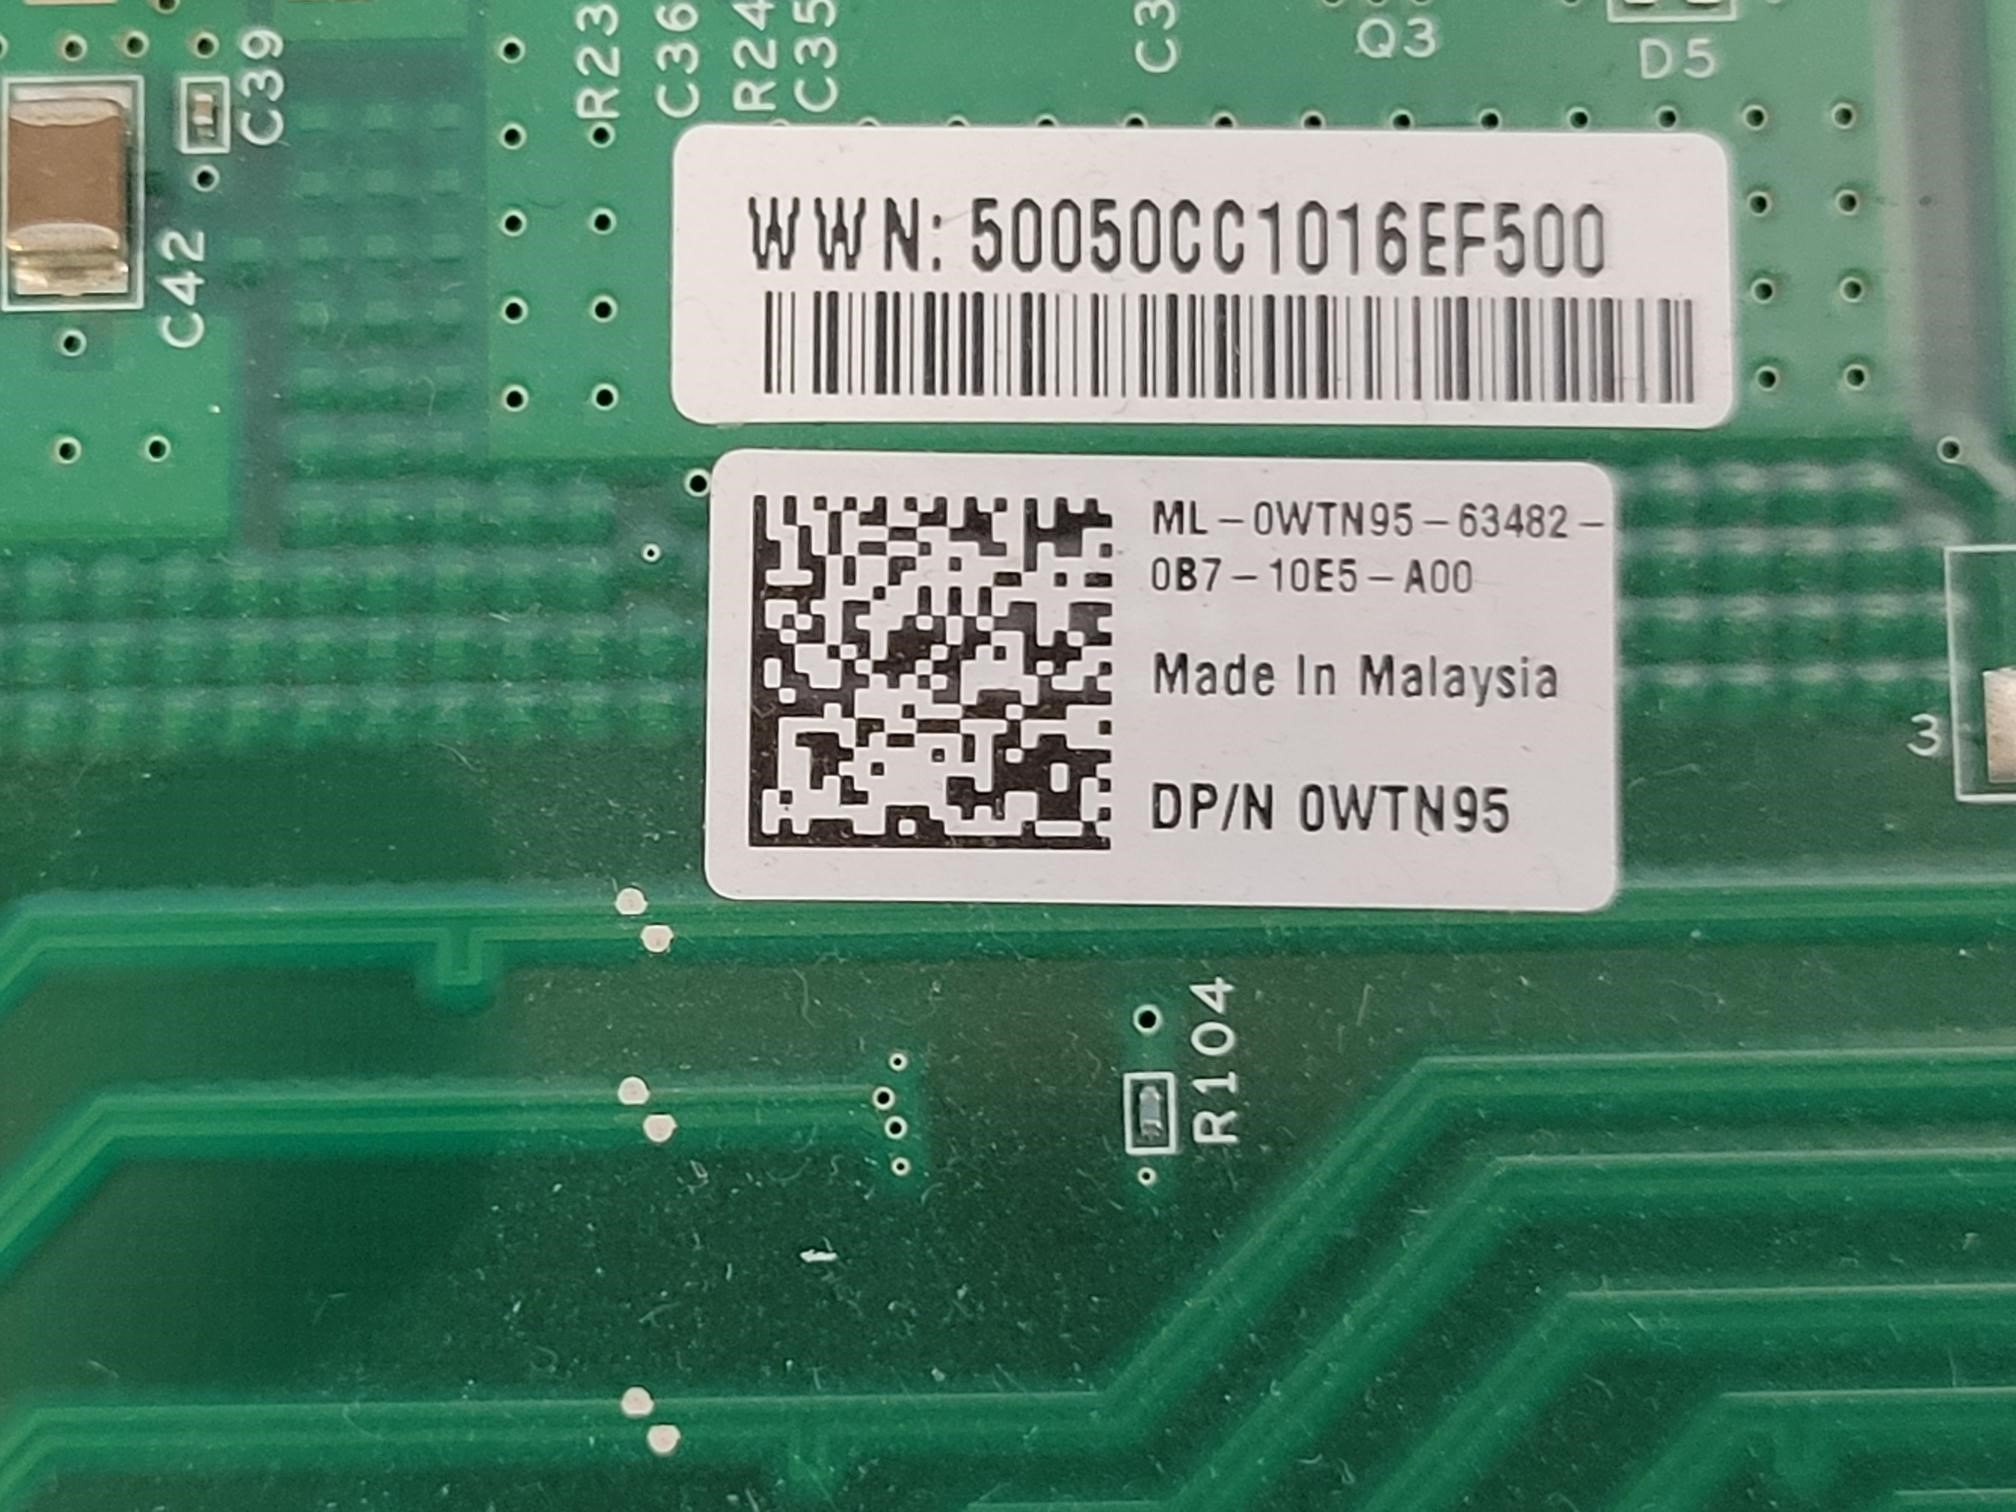 C39
C42
R23
C36
R24
C35
C3
Q3
D5
WWN: 50050CC1016EF500
ML-0WTN95-63482-
0B7-10E5-A00
Made In Malaysia
DP/N 0WTN95
3
R104